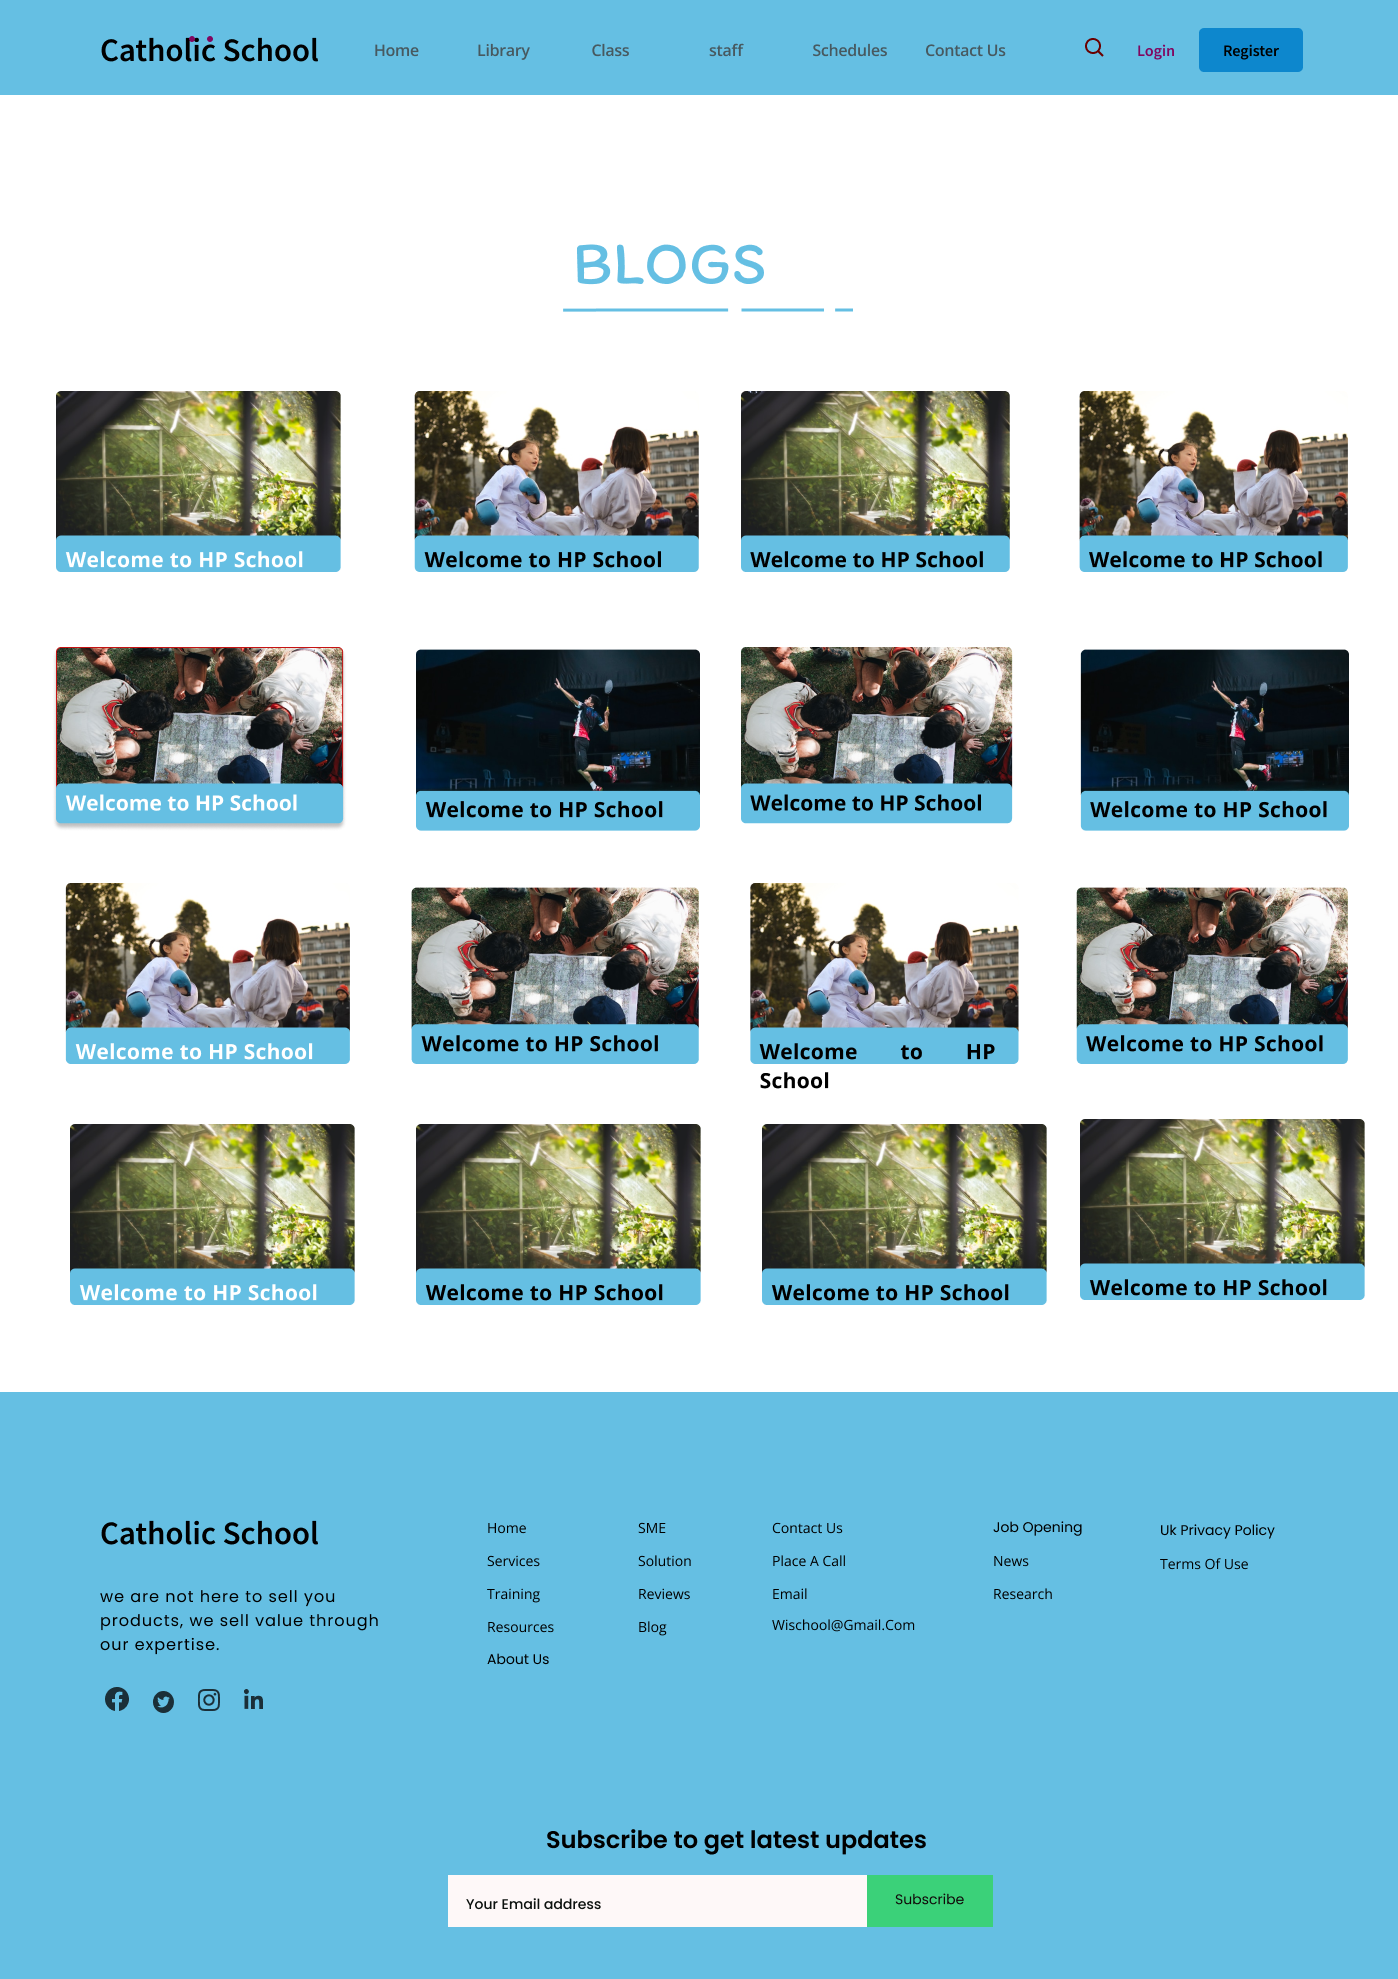 Catholic School
Home
Library
Class
staff
Schedules
Contact Us
Login
Register
BLOGS
Welcome to HP School
Welcome to HP School
Welcome to HP School
Welcome to HP School
Welcome to HP School
Welcome to HP School
Welcome to HP School
Welcome to HP School
Welcome to HP School
Welcome to HP School
Welcome to HP
School
Welcome to HP School
Welcome to HP School
Welcome to HP School
Welcome to HP School
Welcome to HP School
Catholic School
we are not here to sell you
products, we sell value through
our expertise.
Home
Services
Training
Resources
About Us
SME
Solution
Reviews
Blog
Contact Us
Place A Call
Email
Wischool@Gmail.Com
Job Opening
News
Research
Uk Privacy Policy
Terms Of Use
Subscribe to get latest updates
Your Email address
Subscribe